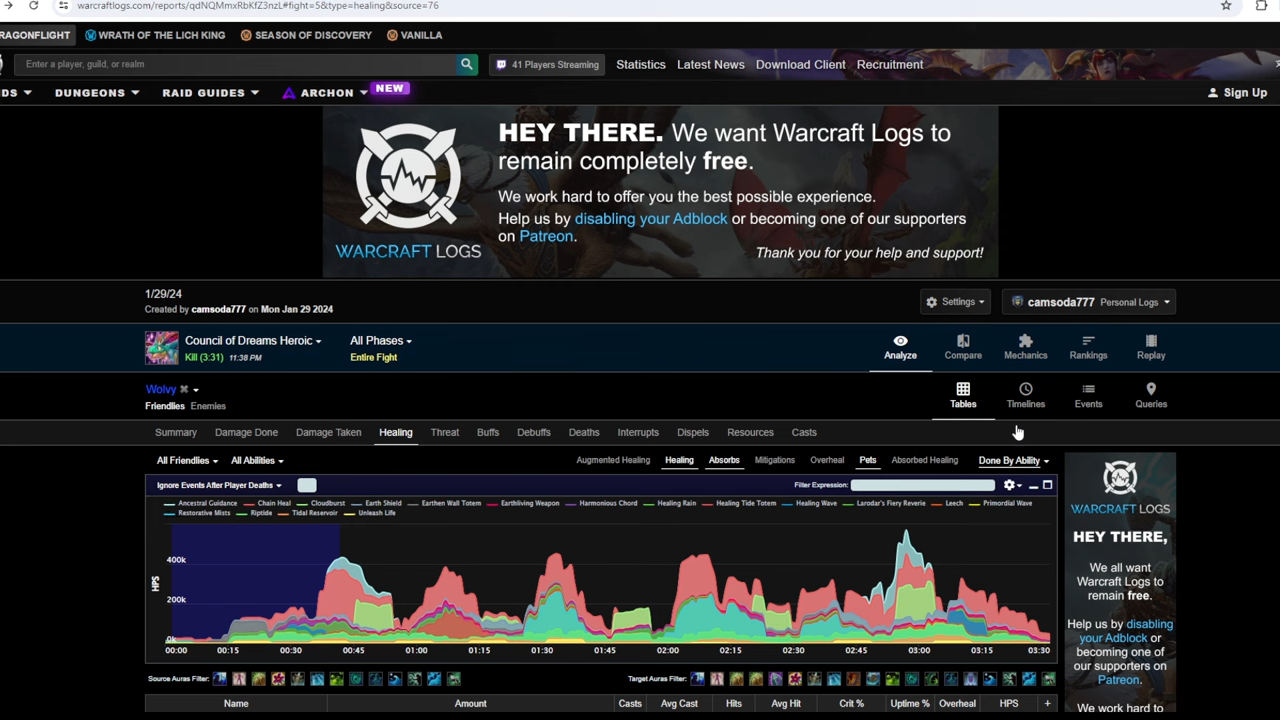 warcraftlogs.com/reports/qdNQMmxRbKfZ3nzL#fight=5&type=healing&source=76
RAGONFLIGHT WRATH OF THE LICH KING SEASON OF DISCOVERY VANILLA
Enter a player, guild, or realm 41 Players Streaming Statistics Latest News Download Client Recruitment
DS DUNGEONS RAID GUIDES ARCHON NEW Sign Up
HEY THERE. We want Warcraft Logs to
remain completely free.
We work hard to offer you the best possible experience.
Help us by disabling your Adblock or becoming one of our supporters
on Patreon.
WARCRAFT LOGS
Thank you for your help and support!
1/29/24
Created by camsoda777 on Mon Jan 29 2024
Settings camsoda777 Personal Logs
Council of Dreams Heroic All Phases
Kill (3:31) 11:38 PM Entire Fight
Analyze Compare Mechanics Rankings Replay
Wolvy
Friendlies Enemies
Tables Timelines Events Queries
Summary Damage Done Damage Taken Healing Threat Buffs Debuffs Deaths Interrupts Dispels Resources Casts
All Friendlies All Abilities Augmented Healing Healing Absorbs Mitigations Overheal Pets Absorbed Healing Done By Ability
Ignore Events After Player Deaths Filter Expression:
Ancestral Guidance Chain Heal Cloudburst Earth Shield Earthen Wall Totem Earthliving Weapon Harmonious Chord Healing Rain Healing Tide Totem Healing Wave Larodar's Fiery Reverie Leech Primordial Wave
Restorative Mists Riptide Tidal Reservoir Unleash Life
HPS
400k
200k
0k
00:00 00:15 00:30 00:45 01:00 01:15 01:30 01:45 02:00 02:15 02:30 02:45 03:00 03:15 03:30
Source Auras Filter: Target Auras Filter:
Name Amount Casts Avg Cast Hits Avg Hit Crit % Uptime % Overheal HPS +
WARCRAFT LOGS
HEY THERE,
We all want
Warcraft Logs to
remain free.
Help us by disabling
your Adblock or
becoming one of
our supporters on
Patreon.
We work hard to